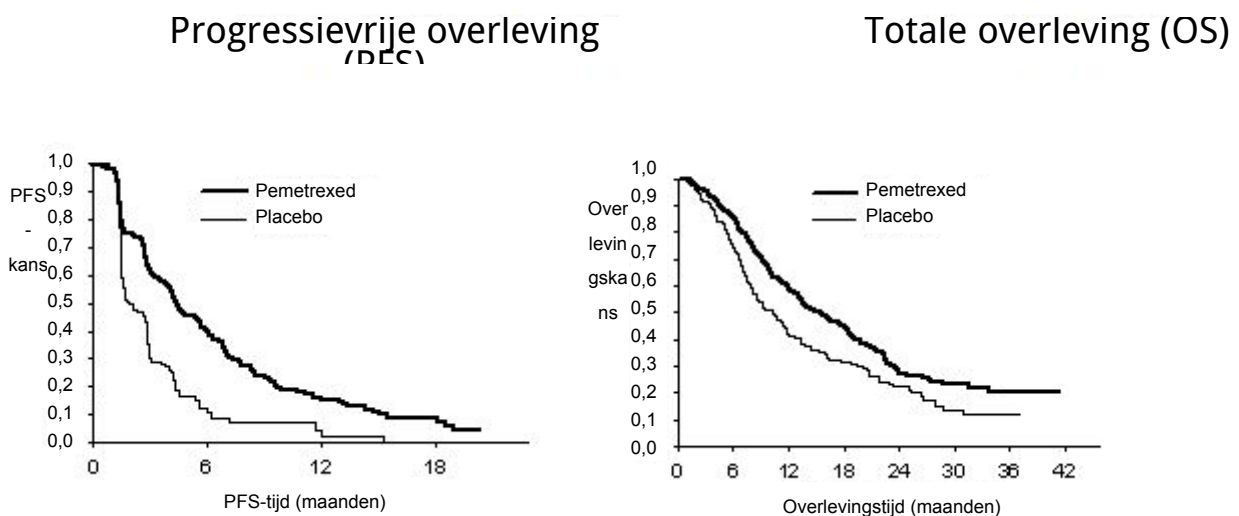 Progressievrije overleving
(PFS)
Totale overleving (OS)
1,0
PFS
0,9
-
0,8
kans
0,7
0,6
0,5
0,4
0,3
0,2
0,1
0,0
Pemetrexed
Placebo
0 6 12 18
PFS-tijd (maanden)
1,0
0,9
Over
0,8
levin
0,7
gska
0,6
ns
0,5
0,4
0,3
0,2
0,1
0,0
Pemetrexed
Placebo
0 6 12 18 24 30 36 42
Overlevingstijd (maanden)